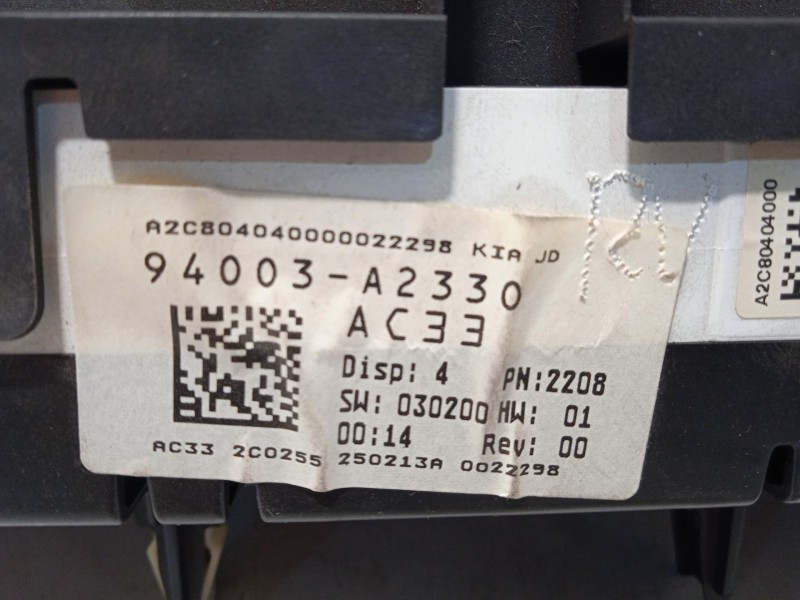 A2C804040000022298 KIA JD
94003-A2330
AC33
Disp: 4 PN:2208
SW: 030200 HW: 01
00:14 Rev: 00
AC33 2C0255 250213A 0022298
A2C80404000